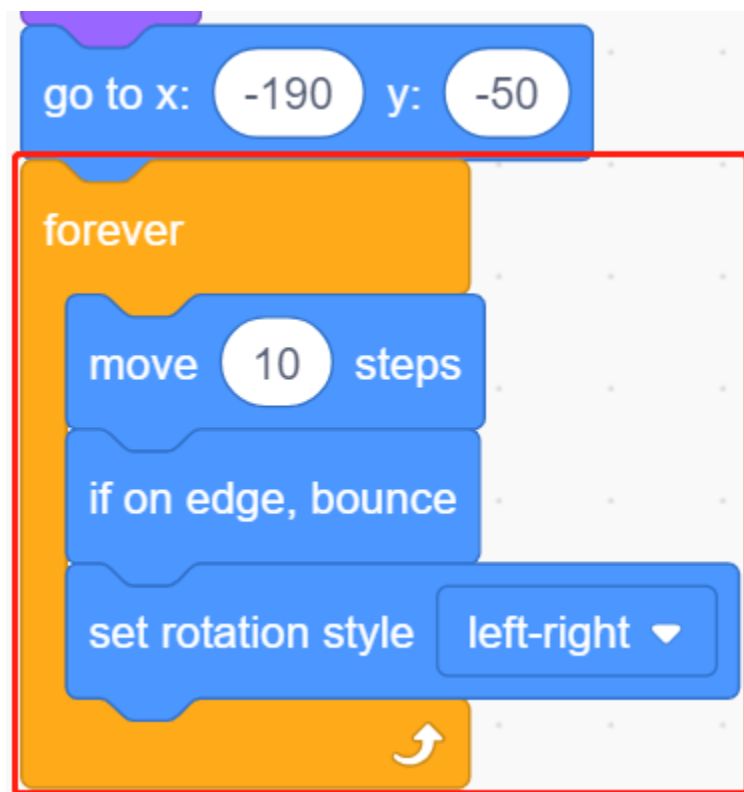 go to x: -190 y: -50
forever
move 10 steps
if on edge, bounce
set rotation style left-right